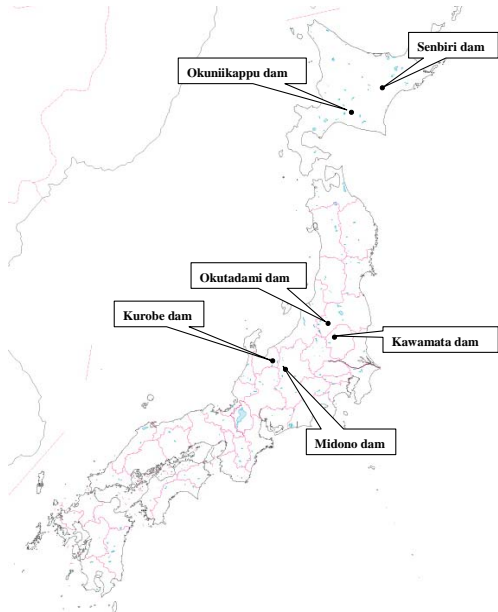 Senbiri dam
Okuniikappu dam
Okutadami dam
Kurobe dam
Kawamata dam
Midono dam